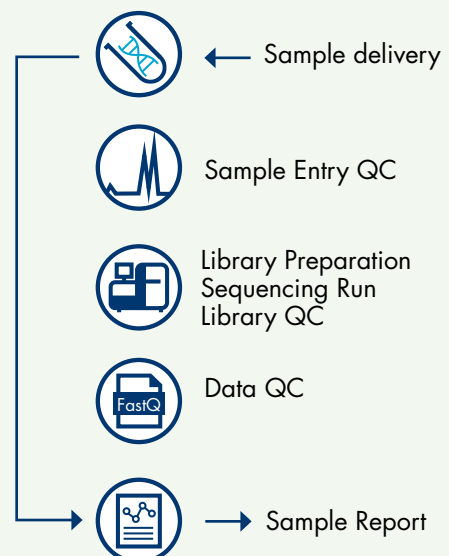 Sample delivery
Sample Entry QC
Library Preparation
Sequencing Run
Library QC
FastQ
Data QC
Sample Report